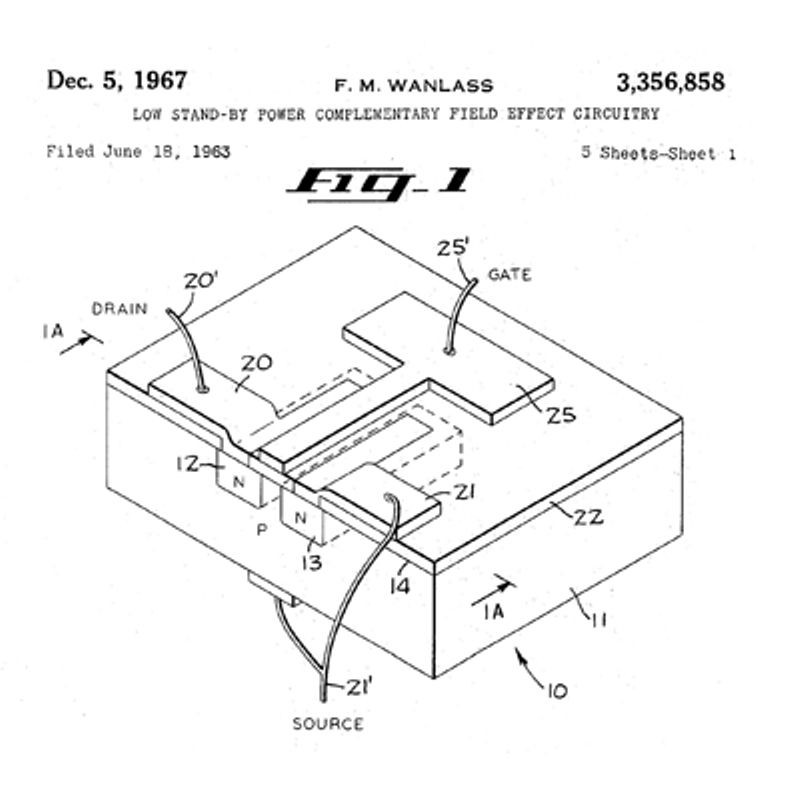 Dec. 5, 1967 F. M. WANLASS 3,356,858
LOW STAND-BY POWER COMPLEMENTARY FIELD EFFECT CIRCUITRY
Filed June 18, 1963 5 Sheets-Sheet 1
Fig_1
25'
GATE
20'
DRAIN
1A
20
25
12
N
21
N
P
22
13
14
1A
11
21'
10
SOURCE